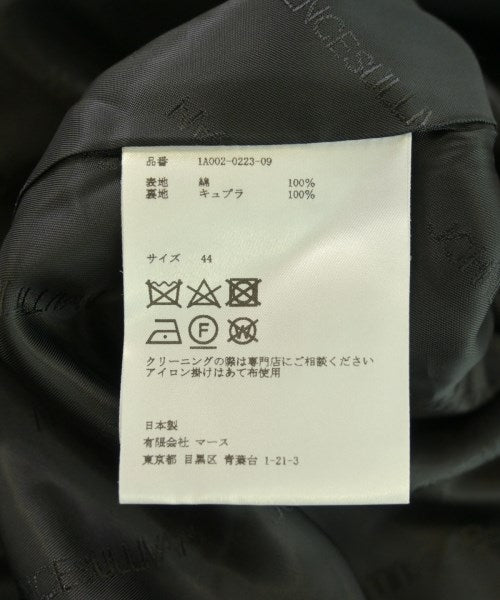 品番 1A002-0223-09
表地 綿 100%
裏地 キュプラ 100%
サイズ 44
F
W
クリーニングの際は専門店にご相談ください
アイロン掛けはあて布使用
日本製
有限会社 マース
東京都 目黒区 青葉台 1-21-3